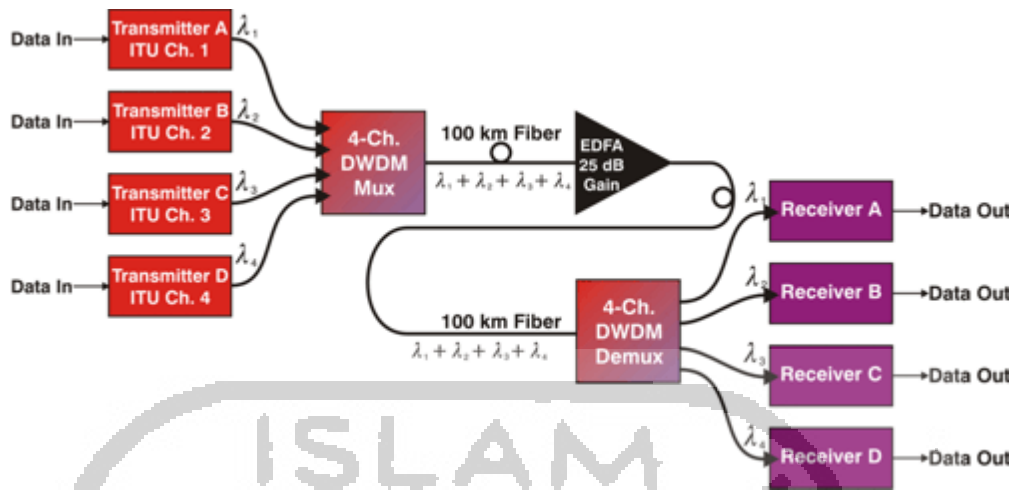 Data In
Transmitter A
ITU Ch. 1
λ₁
Data In
Transmitter B
ITU Ch. 2
λ₂
Data In
Transmitter C
ITU Ch. 3
λ₃
Data In
Transmitter D
ITU Ch. 4
λ₄
4-Ch.
DWDM
Mux
100 km Fiber
λ₁ + λ₂ + λ₃ + λ₄
EDFA
25 dB
Gain
100 km Fiber
λ₁ + λ₂ + λ₃ + λ₄
4-Ch.
DWDM
Demux
λ₁
Receiver A
Data Out
λ₂
Receiver B
Data Out
λ₃
Receiver C
Data Out
λ₄
Receiver D
Data Out
ISLAM